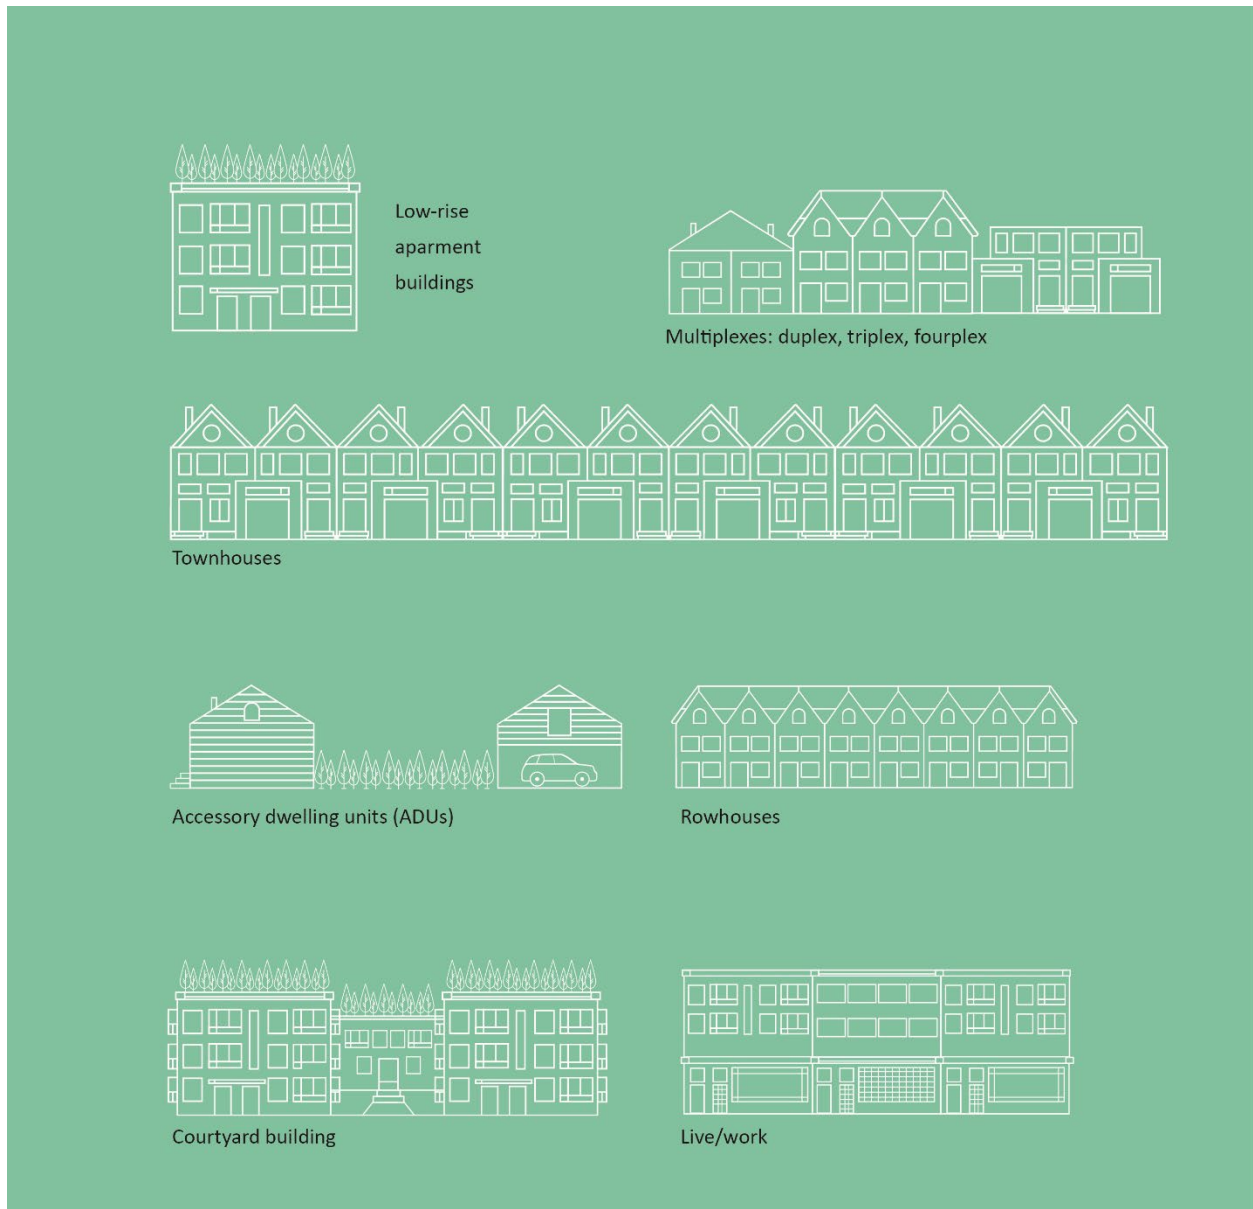 Low-rise
aparment
buildings
Multiplexes: duplex, triplex, fourplex
Townhouses
Accessory dwelling units (ADUs)
Rowhouses
Courtyard building
Live/work